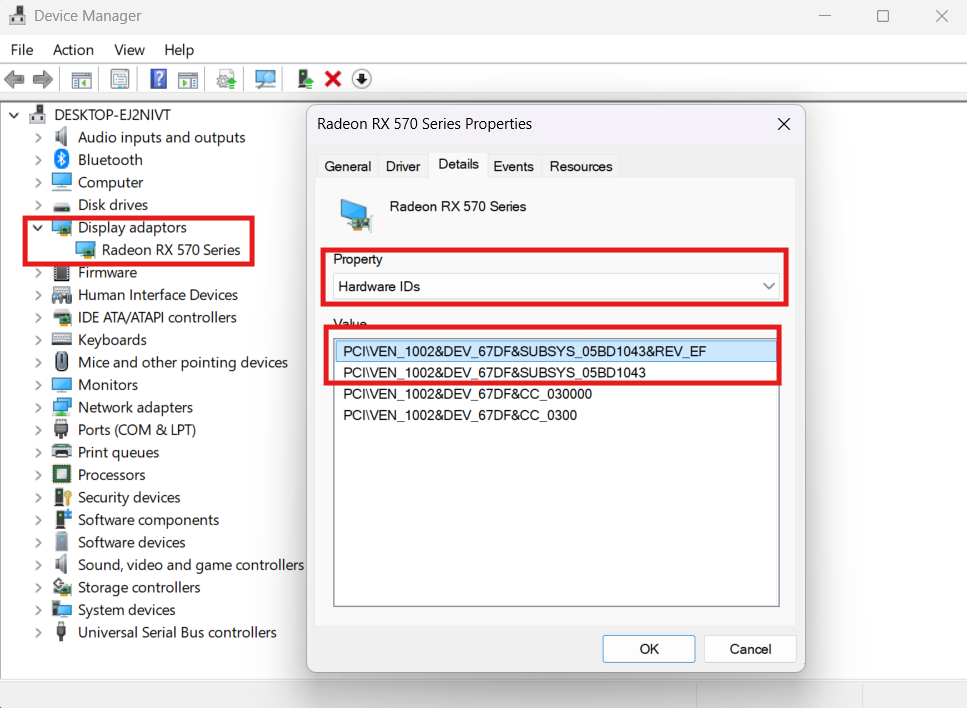 Device Manager
File Action View Help
DESKTOP-EJ2NIVT
Audio inputs and outputs
Bluetooth
Computer
Disk drives
Display adaptors
Radeon RX 570 Series
Firmware
Human Interface Devices
IDE ATA/ATAPI controllers
Keyboards
Mice and other pointing devices
Monitors
Network adapters
Ports (COM & LPT)
Print queues
Processors
Security devices
Software components
Software devices
Sound, video and game controllers
Storage controllers
System devices
Universal Serial Bus controllers
Radeon RX 570 Series Properties
General Driver Details Events Resources
Radeon RX 570 Series
Property
Hardware IDs
Value
PCI\VEN_1002&DEV_67DF&SUBSYS_05BD1043&REV_EF
PCI\VEN_1002&DEV_67DF&SUBSYS_05BD1043
PCI\VEN_1002&DEV_67DF&CC_030000
PCI\VEN_1002&DEV_67DF&CC_0300
OK Cancel